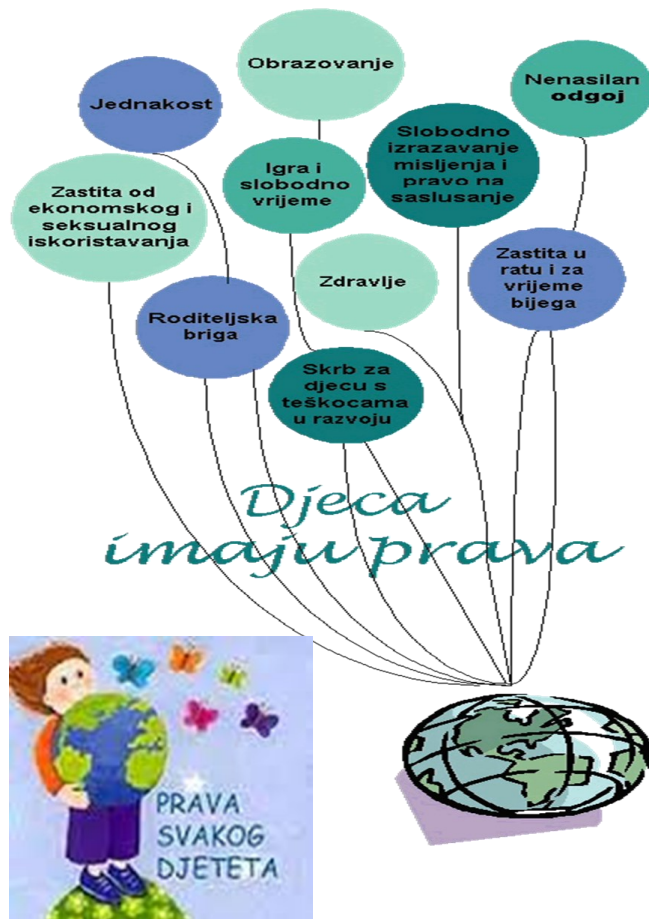 Obrazovanje
Nenasilan
odgoj
Jednakost
Slobodno
izrazavanje
misljenja i
pravo na
saslusanje
Igra i
slobodno
vrijeme
Zastita od
ekonomskog i
seksualnog
iskoristavanja
Zdravlje
Zastita u
ratu i za
vrijeme
bijega
Roditeljska
briga
Skrb za
djecu s
teškocama
u razvoju
Djeca
imaju prava
PRAVA
SVAKOG
DJETETA